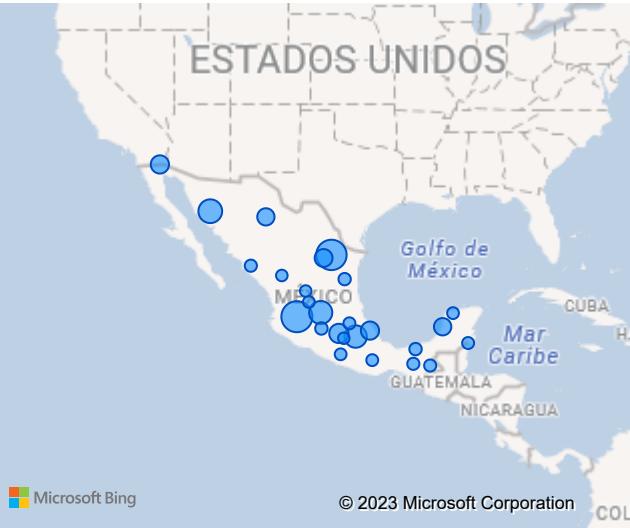 ESTADOS UNIDOS
Golfo de
México
MÉXICO
CUBA
H
Mar
Caribe
GUATEMALA
NICARAGUA
Microsoft Bing
© 2023 Microsoft Corporation
COL